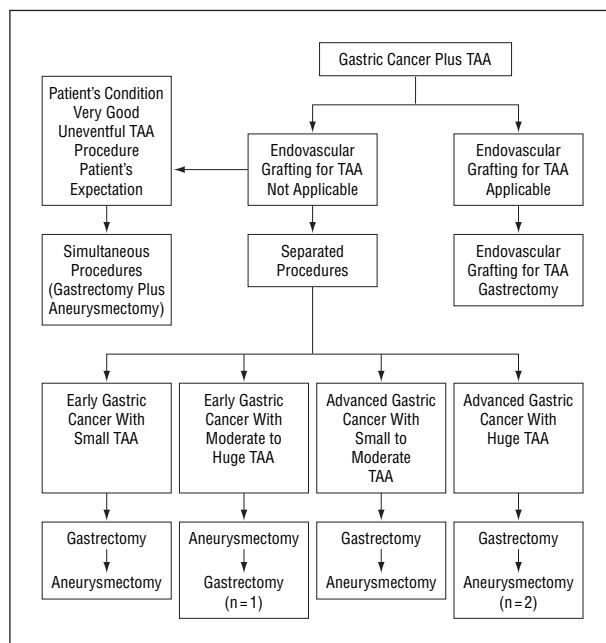 Gastric Cancer Plus TAA
Patient's Condition
Very Good
Uneventful TAA
Procedure
Patient's
Expectation
Endovascular
Grafting for TAA
Not Applicable
Endovascular
Grafting for TAA
Applicable
Simultaneous
Procedures
(Gastrectomy Plus
Aneurysmectomy)
Separated
Procedures
Endovascular
Grafting for TAA
Gastrectomy
Early Gastric
Cancer With
Small TAA
Early Gastric
Cancer With
Moderate to
Huge TAA
Advanced Gastric
Cancer With
Small to
Moderate
TAA
Advanced Gastric
Cancer With
Huge TAA
Gastrectomy
Aneurysmectomy
Aneurysmectomy
Gastrectomy
(n = 1)
Gastrectomy
Aneurysmectomy
Gastrectomy
Aneurysmectomy
(n = 2)